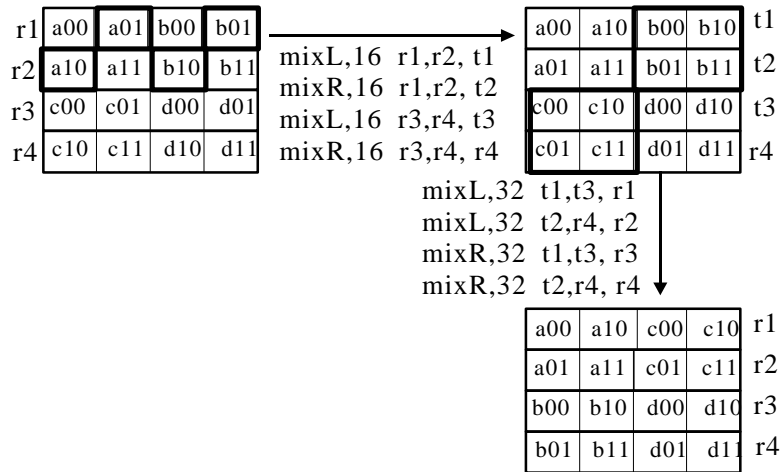 r1 a00 a01 b00 b01
r2 a10 a11 b10 b11
r3 c00 c01 d00 d01
r4 c10 c11 d10 d11
mixL,16 r1,r2, t1
mixR,16 r1,r2, t2
mixL,16 r3,r4, t3
mixR,16 r3,r4, r4
a00 a10 b00 b10 t1
a01 a11 b01 b11 t2
c00 c10 d00 d10 t3
c01 c11 d01 d11 r4
mixL,32 t1,t3, r1
mixL,32 t2,r4, r2
mixR,32 t1,t3, r3
mixR,32 t2,r4, r4
a00 a10 c00 c10 r1
a01 a11 c01 c11 r2
b00 b10 d00 d10 r3
b01 b11 d01 d11 r4